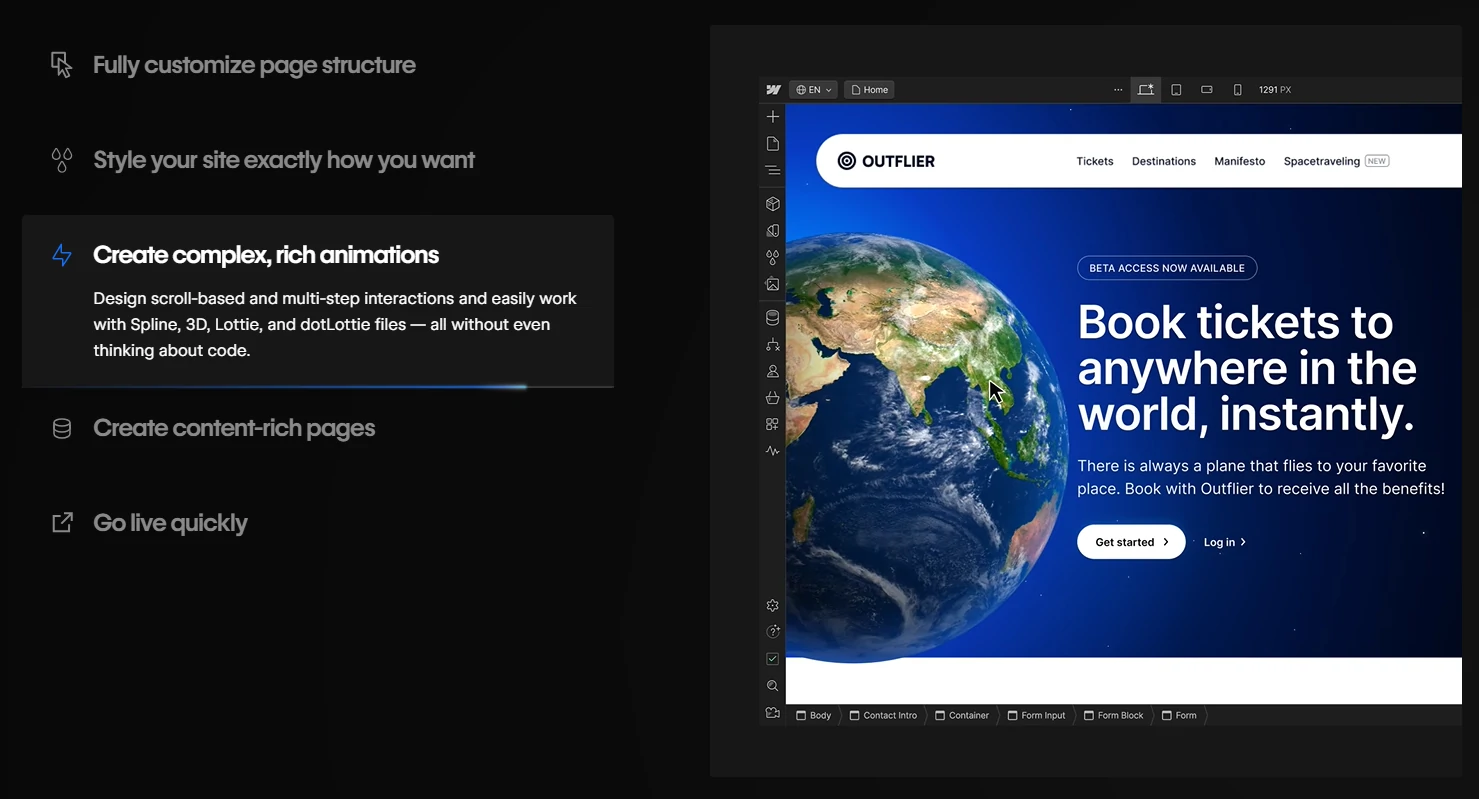 Fully customize page structure
Style your site exactly how you want
Create complex, rich animations
Design scroll-based and multi-step interactions and easily work
with Spline, 3D, Lottie, and dotLottie files — all without even
thinking about code.
Create content-rich pages
Go live quickly
EN
Home
1291 PX
OUTFLIER
Tickets
Destinations
Manifesto
Spacetraveling NEW
BETA ACCESS NOW AVAILABLE
Book tickets to
anywhere in the
world, instantly.
There is always a plane that flies to your favorite
place. Book with Outflier to receive all the benefits!
Get started
Log in
Body
Contact Intro
Container
Form Input
Form Block
Form